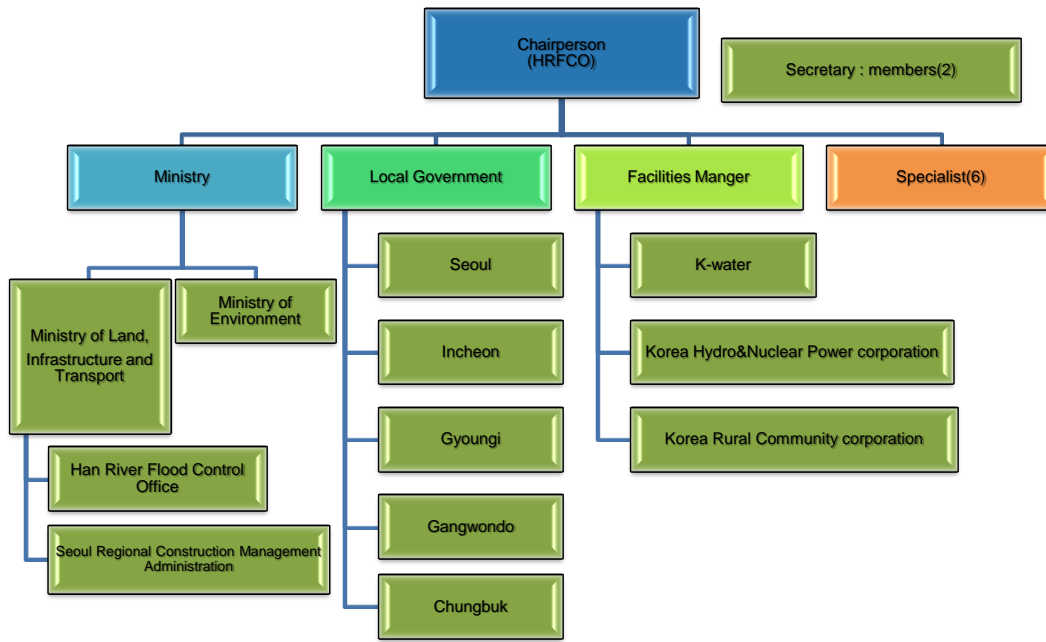 Chairperson
(HRFCO)
Secretary : members(2)
Ministry
Local Government
Facilities Manger
Specialist(6)
Ministry of Land,
Infrastructure and
Transport
Ministry of
Environment
Han River Flood Control
Office
Seoul Regional Construction Management
Administration
Seoul
Incheon
Gyoungi
Gangwondo
Chungbuk
K-water
Korea Hydro&Nuclear Power corporation
Korea Rural Community corporation